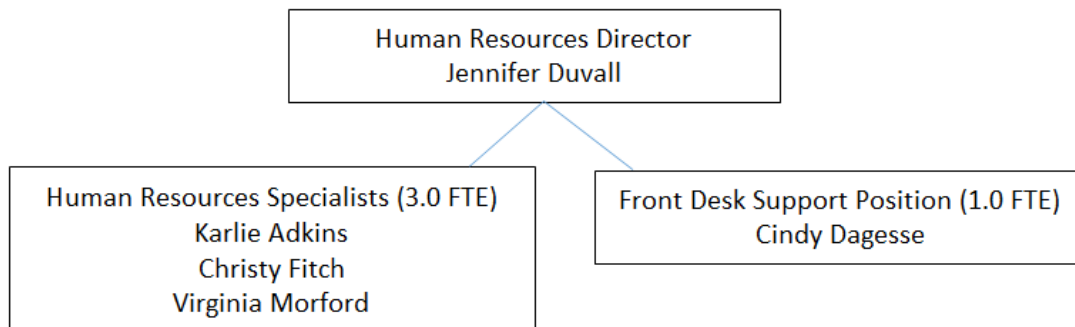 Human Resources Director
Jennifer Duvall
Human Resources Specialists (3.0 FTE)
Karlie Adkins
Christy Fitch
Virginia Morford
Front Desk Support Position (1.0 FTE)
Cindy Dagesse